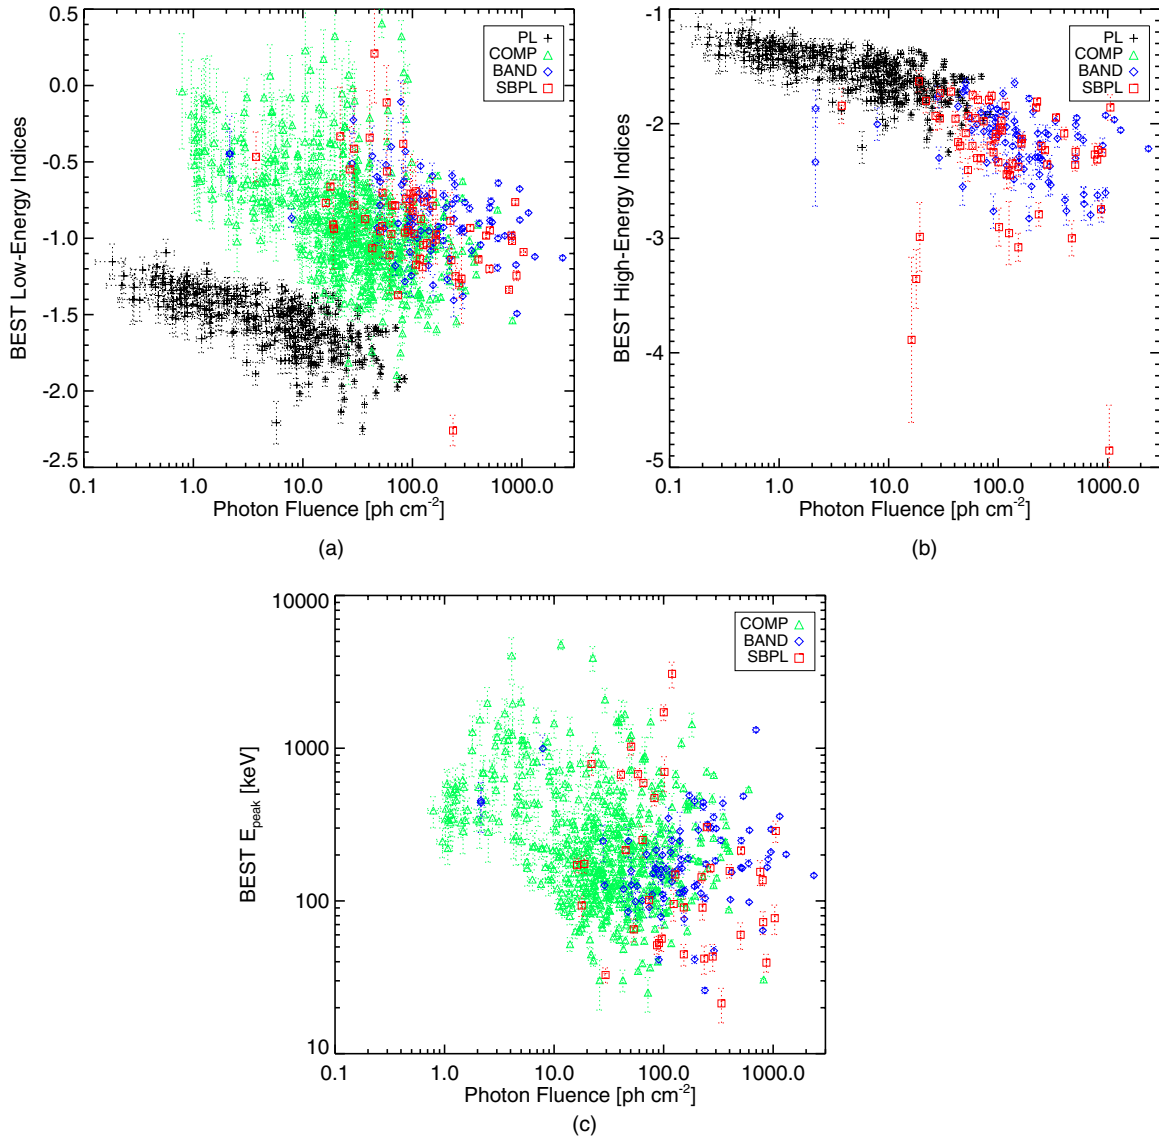 0.5
0.0
-0.5
-1.0
-1.5
-2.0
-2.5
BEST Low-Energy Indices
PL
COMP
BAND
SBPL
0.1 1.0 10.0 100.0 1000.0
Photon Fluence [ph cm-2]
(a)
-1
-2
-3
-4
-5
BEST High-Energy Indices
PL
COMP
BAND
SBPL
0.1 1.0 10.0 100.0 1000.0
Photon Fluence [ph cm-2]
(b)
10000
1000
100
10
BEST Epeak [keV]
COMP
BAND
SBPL
0.1 1.0 10.0 100.0 1000.0
Photon Fluence [ph cm-2]
(c)